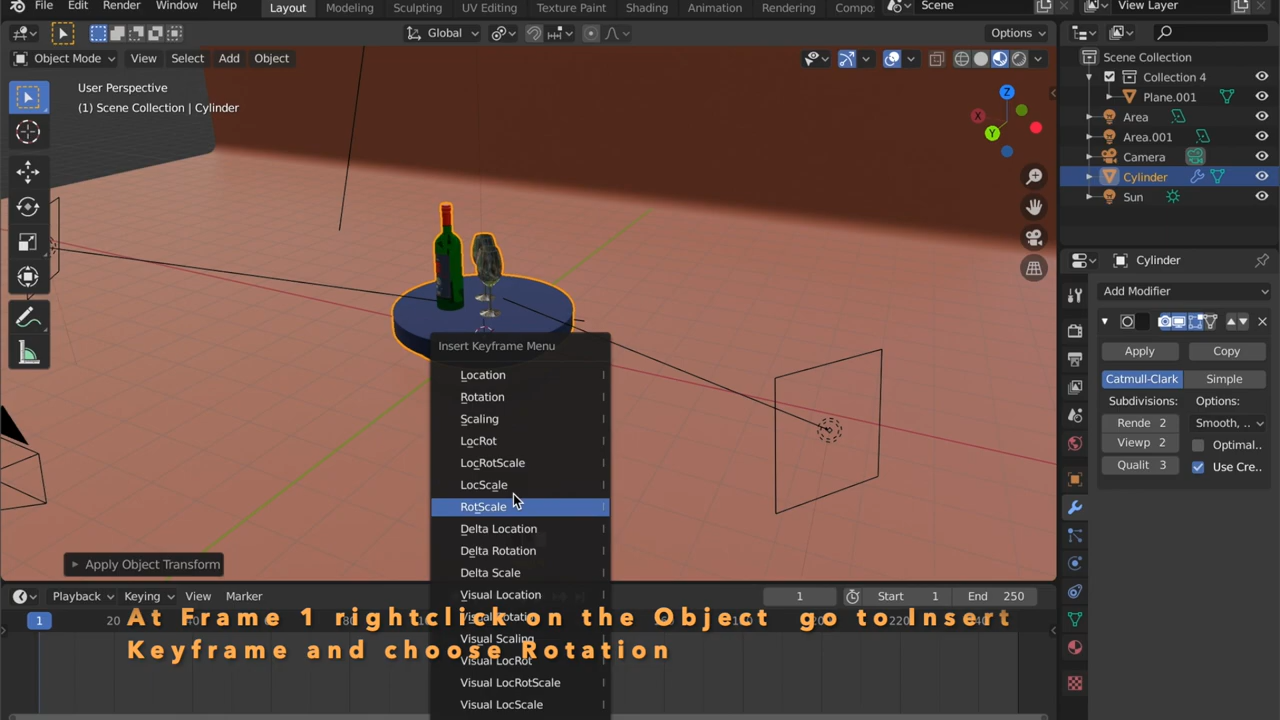 File Edit Render Window Help Layout Modeling Sculpting UV Editing Texture Paint Shading Animation Rendering Scene View Layer
Global Options
Object Mode View Select Add Object
User Perspective
(1) Scene Collection | Cylinder
Z
X
Y
Scene Collection
Collection 4
Plane.001
Area
Area.001
Camera
Cylinder
Sun
Cylinder
Add Modifier
Apply Copy
Catmull-Clark Simple
Subdivisions: Options:
Rende 2 Smooth, ..
Viewp 2 Optimal..
Qualit 3 Use Cre..
Insert Keyframe Menu
Location
Rotation
Scaling
LocRot
LocRotScale
LocScale
RotScale
Delta Location
Delta Rotation
Delta Scale
Visual Location
Visual Rotation
Visual Scaling
Visual LocRot
Visual LocRotScale
Visual LocScale
Apply Object Transform
Playback Keying View Marker 1 Start 1 End 250
1 20
At Frame 1 rightclick on the Object go to Insert
Keyframe and choose Rotation